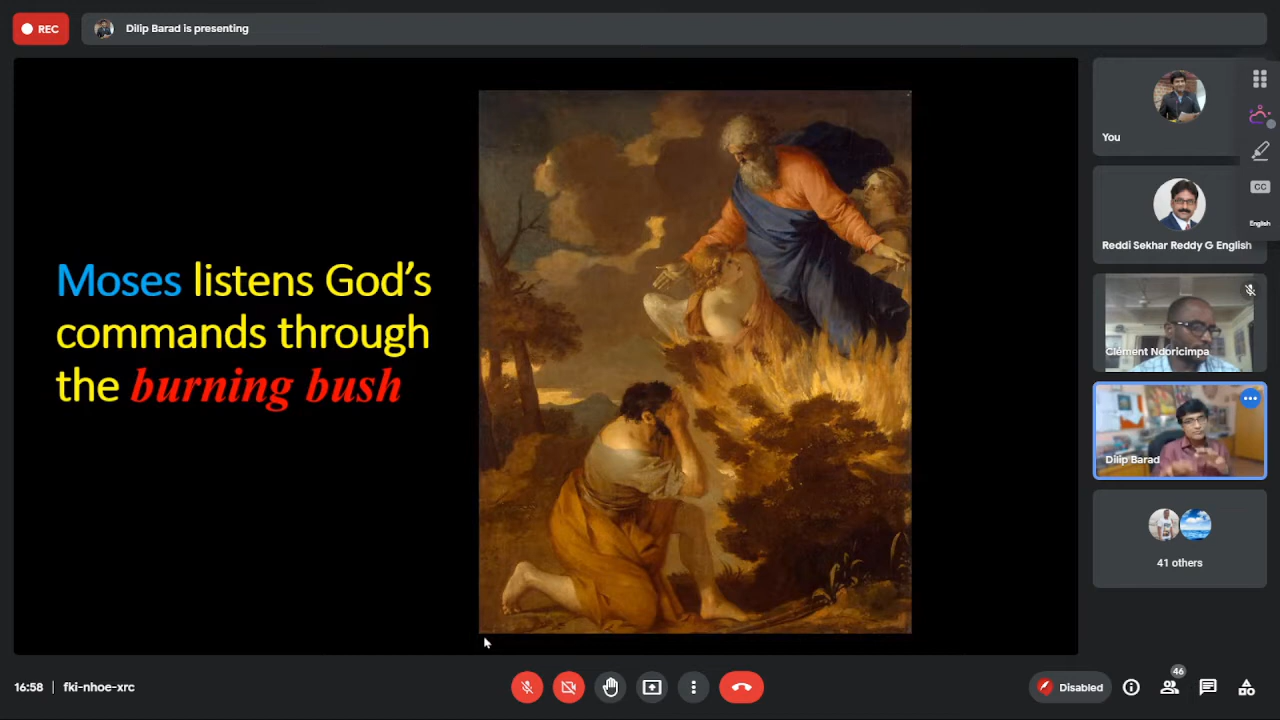 REC
Dilip Barad is presenting
Moses listens God’s
commands through
the burning bush
You
Reddi Sekhar Reddy G English
Clément Ndoricimpa
Dilip Barad
41 others
CC
English
16:58 | fki-nhoe-xrc
Disabled
46